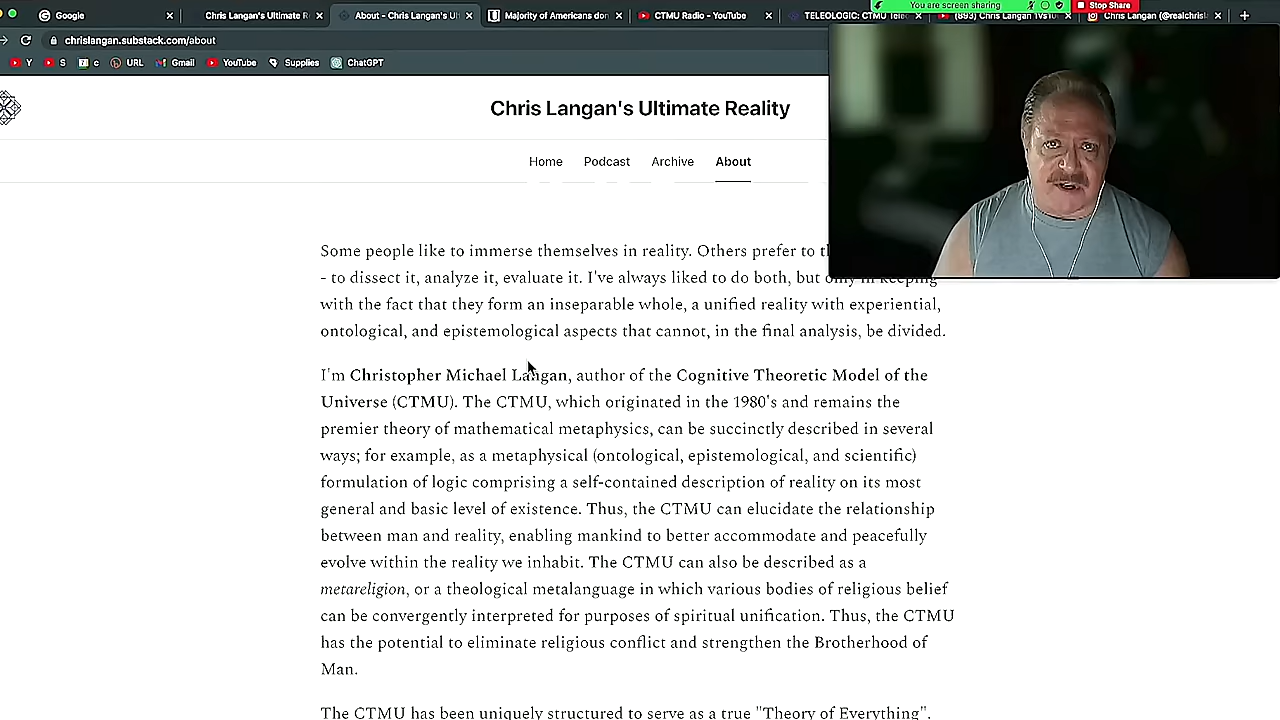 You are screen sharing Stop Share
Google Chris Langan's Ultimate R About - Chris Langan's Ul Majority of Americans don CTMU Radio - YouTube TELEOLOGIC: CTMU (893) Chris Langan Chris Langan (@realchris
chrislangan.substack.com/about
Y S c URL Gmail YouTube Supplies ChatGPT
Chris Langan's Ultimate Reality
Home Podcast Archive About
Some people like to immerse themselves in reality. Others prefer to
- to dissect it, analyze it, evaluate it. I've always liked to do both, but only in keeping
with the fact that they form an inseparable whole, a unified reality with experiential,
ontological, and epistemological aspects that cannot, in the final analysis, be divided.
I'm Christopher Michael Langan, author of the Cognitive Theoretic Model of the
Universe (CTMU). The CTMU, which originated in the 1980's and remains the
premier theory of mathematical metaphysics, can be succinctly described in several
ways; for example, as a metaphysical (ontological, epistemological, and scientific)
formulation of logic comprising a self-contained description of reality on its most
general and basic level of existence. Thus, the CTMU can elucidate the relationship
between man and reality, enabling mankind to better accommodate and peacefully
evolve within the reality we inhabit. The CTMU can also be described as a
metareligion, or a theological metalanguage in which various bodies of religious belief
can be convergently interpreted for purposes of spiritual unification. Thus, the CTMU
has the potential to eliminate religious conflict and strengthen the Brotherhood of
Man.
The CTMU has been uniquely structured to serve as a true "Theory of Everything".